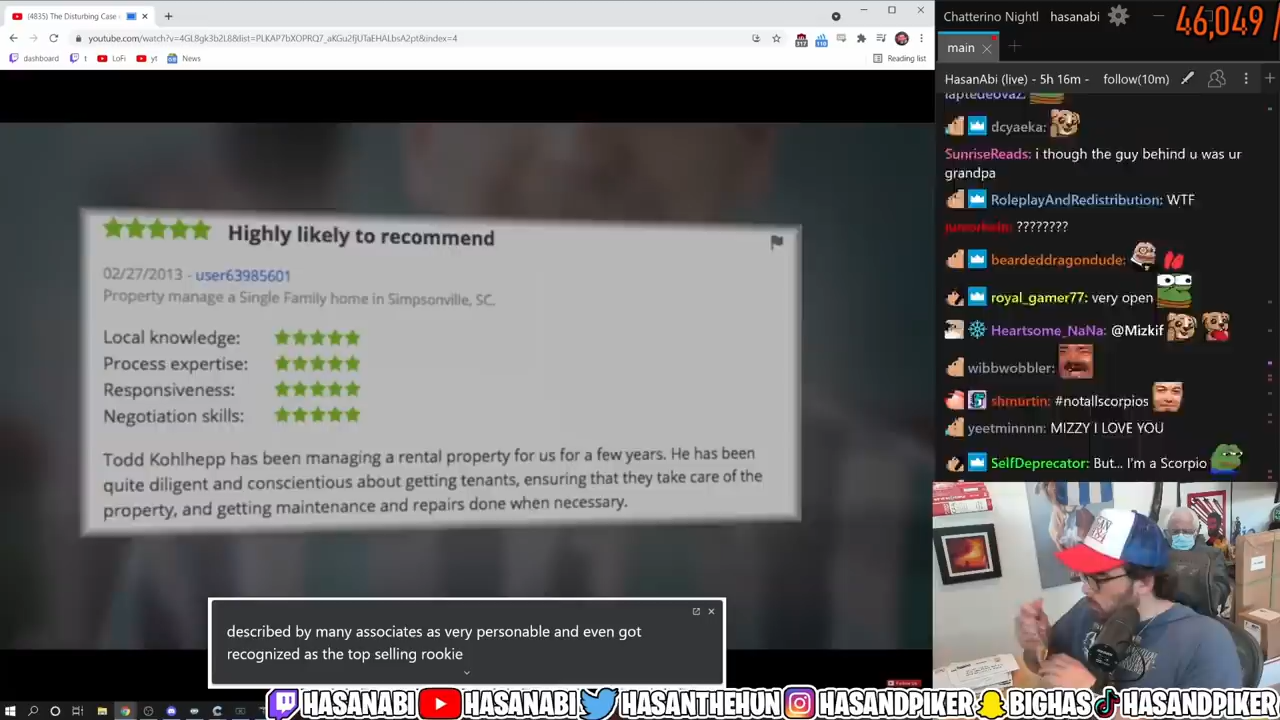 (4835) The Disturbing Case
youtube.com/watch?v=4GL8gk3b2L8&list=PLKAP7bXOPRQ7_aKGu2fjUTaEHALbsA2pt&index=4
dashboard
t
LoFi
yt
News
Reading list
Highly likely to recommend
02/27/2013 - user63985601
Property manage a Single Family home in Simpsonville, SC.
Local knowledge:
Process expertise:
Responsiveness:
Negotiation skills:
Todd Kohlhepp has been managing a rental property for us for a few years. He has been
quite diligent and conscientious about getting tenants, ensuring that they take care of the
property, and getting maintenance and repairs done when necessary.
described by many associates as very personable and even got
recognized as the top selling rookie
Follow Us
Chatterino Nightl hasanabi
46,049 /
main
HasanAbi (live) - 5h 16m - follow(10m)
laptedeovaz:
dcyaeka:
SunriseReads: i though the guy behind u was ur
grandpa
RoleplayAndRedistribution: WTF
????????
beardeddragondude:
royal_gamer77: very open
Heartsome_NaNa: @Mizkif
wibbwobbler:
shmurtin: #notallscorpios
yeetminnnn: MIZZY I LOVE YOU
SelfDeprecator: But... I'm a Scorpio
HASANABI HASANABI HASANTHEHUN HASANDPIKER BIGHAS HASANDPIKER